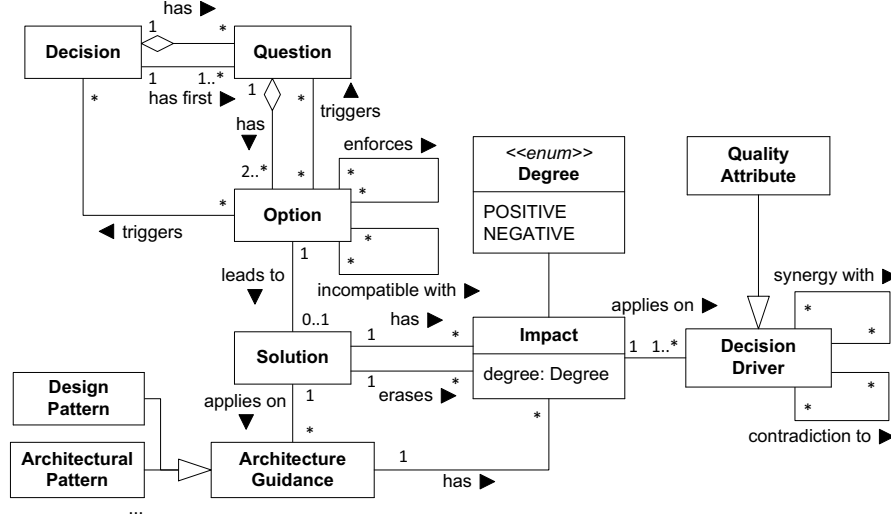 has ▶
1
*
Decision
Question
1
1..*
has first ▶
*
1
*
▲
triggers
has
▼
2..*
*
enforces ▶
*
*
<<enum>>
Degree
POSITIVE
NEGATIVE
Quality
Attribute
Option
*
◀ triggers
1
*
*
incompatible with ▶
leads to
▼
0..1
synergy with ▶
*
*
applies on ▶
Solution
1
has ▶
*
Impact
degree: Degree
1
1..*
Decision
Driver
1
erases ▶
*
*
*
contradiction to ▶
Design
Pattern
applies on
▼
1
*
*
Architectural
Pattern
Architecture
Guidance
1
has ▶
...